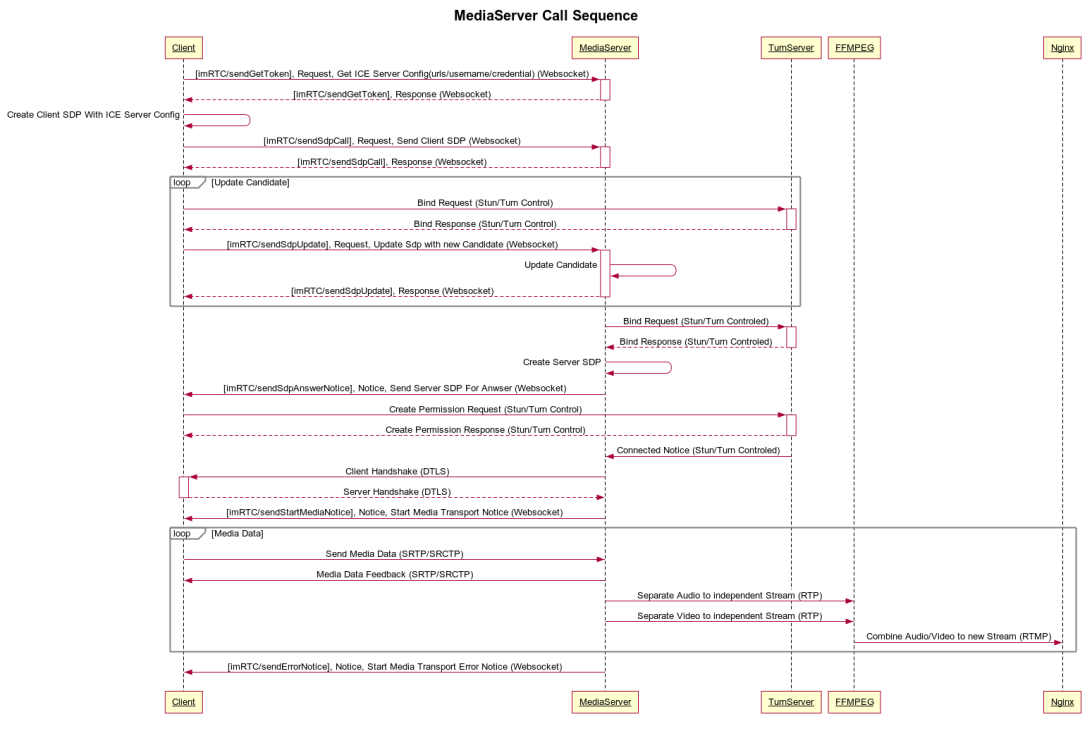 MediaServer Call Sequence
Client MediaServer TurnServer FFMPEG Nginx
[imRTC/sendGetToken], Request, Get ICE Server Config(urls/username/credential) (Websocket)
[imRTC/sendGetToken], Response (Websocket)
Create Client SDP With ICE Server Config
[imRTC/sendSdpCall], Request, Send Client SDP (Websocket)
[imRTC/sendSdpCall], Response (Websocket)
loop [Update Candidate]
Bind Request (Stun/Turn Control)
Bind Response (Stun/Turn Control)
[imRTC/sendSdpUpdate], Request, Update Sdp with new Candidate (Websocket)
Update Candidate
[imRTC/sendSdpUpdate], Response (Websocket)
Bind Request (Stun/Turn Controled)
Bind Response (Stun/Turn Controled)
Create Server SDP
[imRTC/sendSdpAnswerNotice], Notice, Send Server SDP For Anwser (Websocket)
Create Permission Request (Stun/Turn Control)
Create Permission Response (Stun/Turn Control)
Connected Notice (Stun/Turn Controled)
Client Handshake (DTLS)
Server Handshake (DTLS)
[imRTC/sendStartMediaNotice], Notice, Start Media Transport Notice (Websocket)
loop [Media Data]
Send Media Data (SRTP/SRCTP)
Media Data Feedback (SRTP/SRCTP)
Separate Audio to independent Stream (RTP)
Separate Video to independent Stream (RTP)
Combine Audio/Video to new Stream (RTMP)
[imRTC/sendErrorNotice], Notice, Start Media Transport Error Notice (Websocket)
Client MediaServer TurnServer FFMPEG Nginx